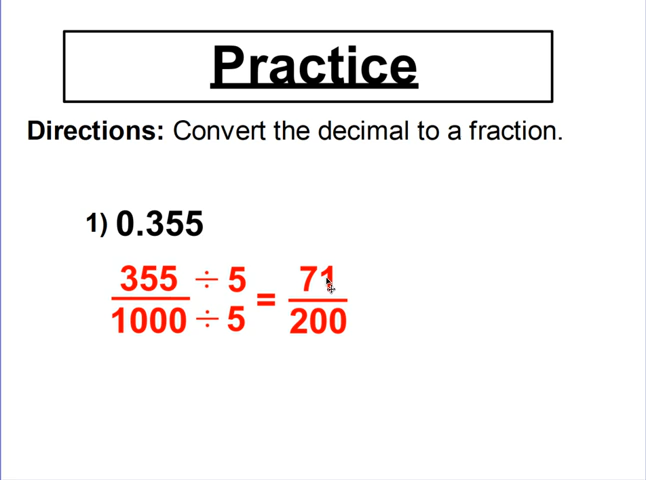 Practice
Directions: Convert the decimal to a fraction.
1) 0.355
355 ÷ 5 = 71
1000 ÷ 5 200